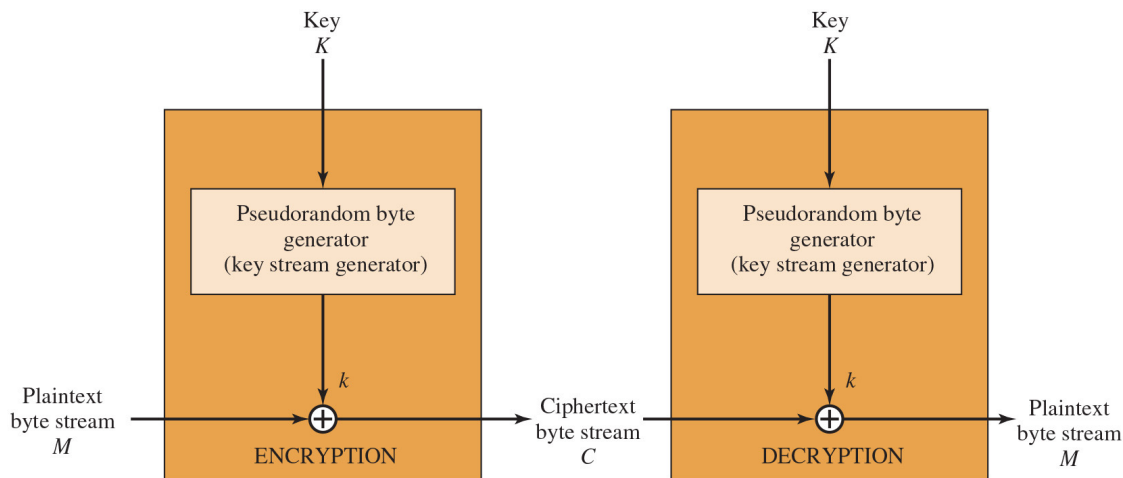 Key
K
Pseudorandom byte
generator
(key stream generator)
k
Plaintext
byte stream
M
ENCRYPTION
Ciphertext
byte stream
C
Key
K
Pseudorandom byte
generator
(key stream generator)
k
DECRYPTION
Plaintext
byte stream
M